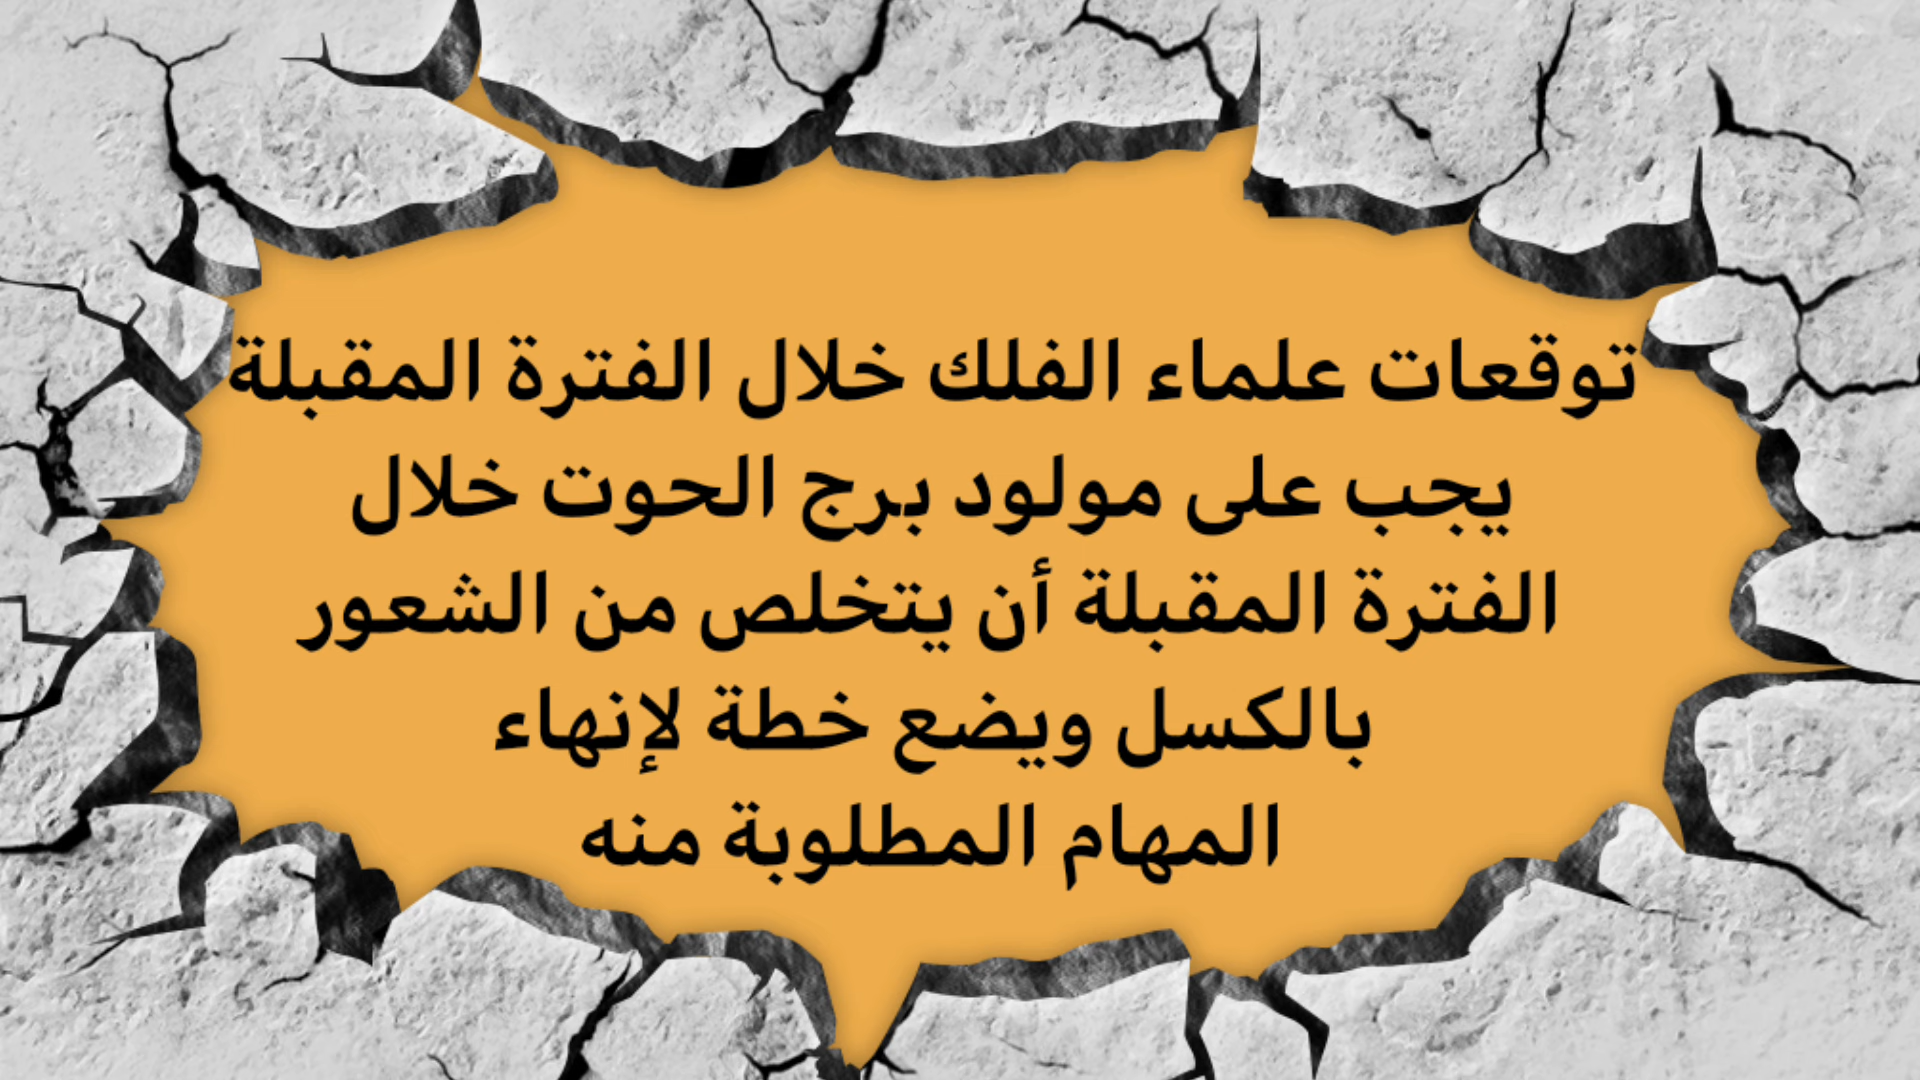 توقعات علماء الفلك خلال الفترة المقبلة
يجب على مولود برج الحوت خلال
الفترة المقبلة أن يتخلص من الشعور
بالكسل ويضع خطة لإنهاء
المهام المطلوبة منه